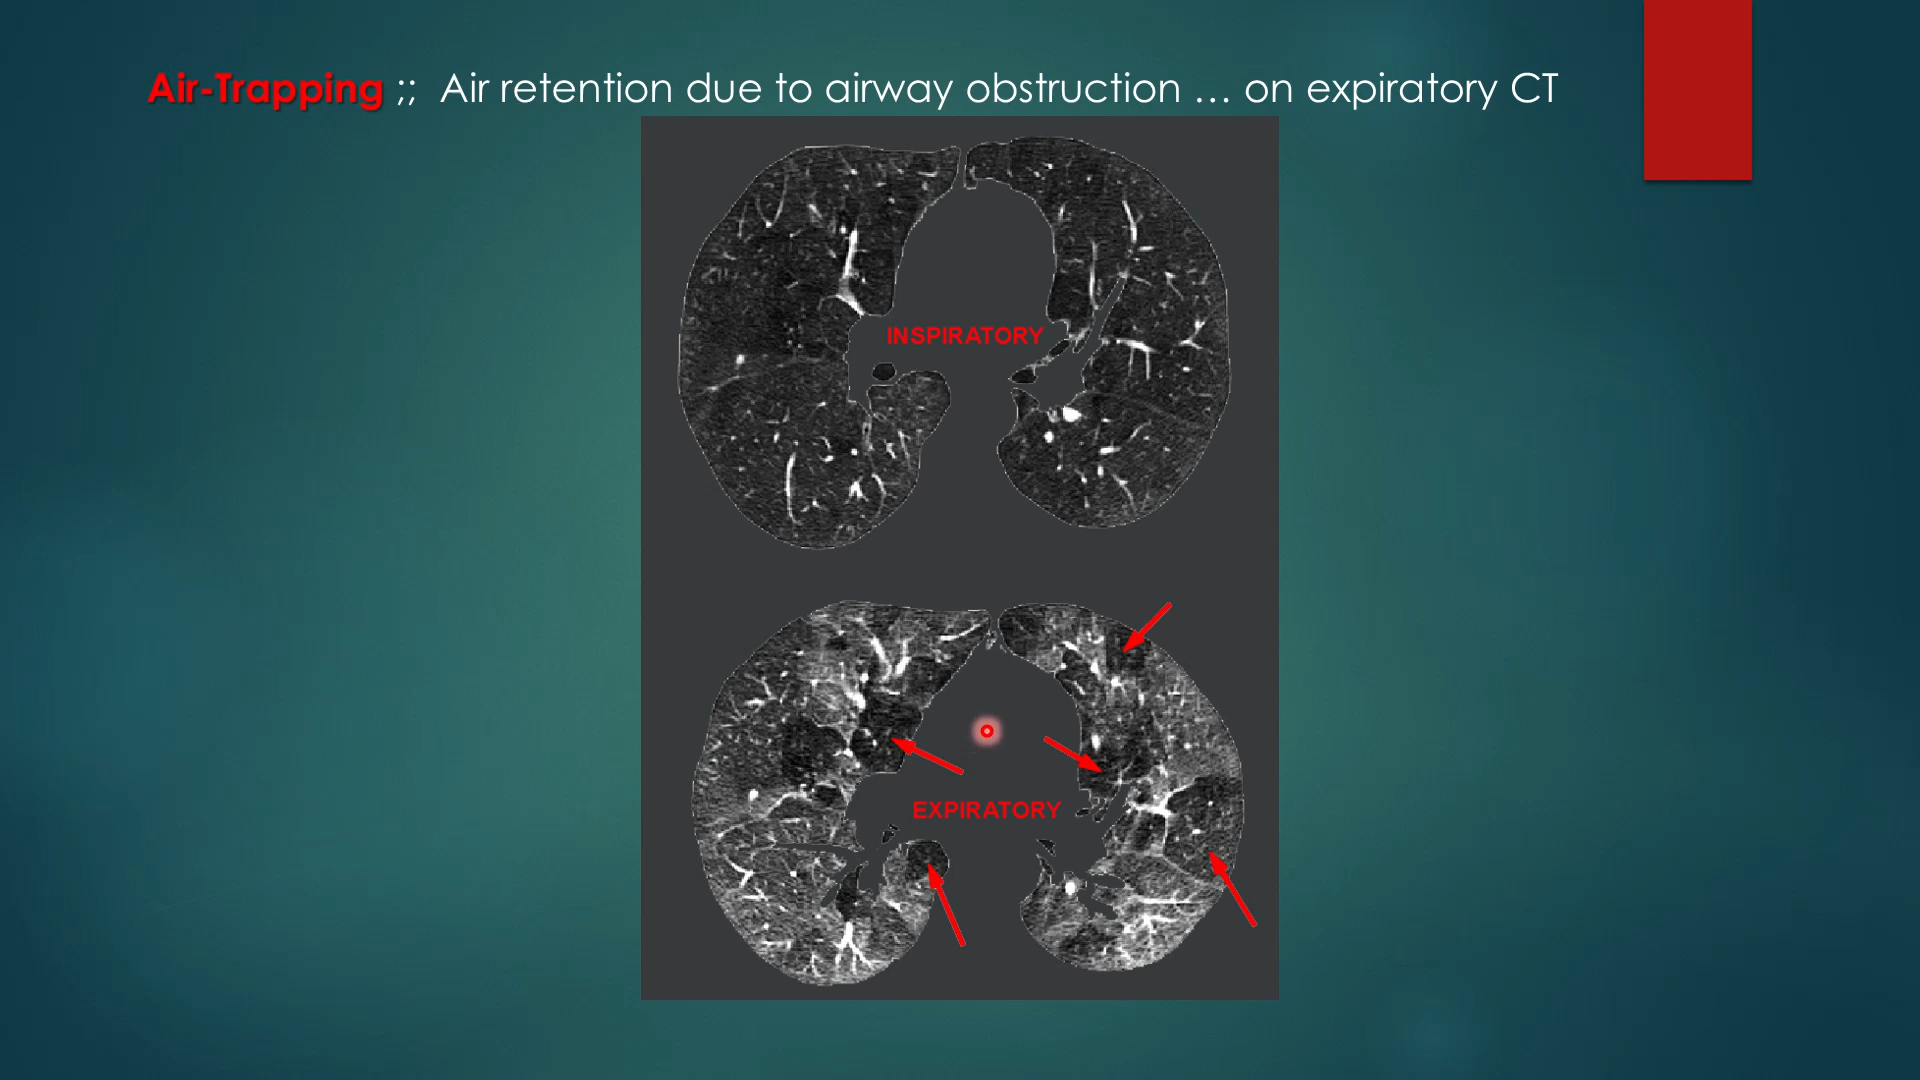 Air-Trapping ;; Air retention due to airway obstruction … on expiratory CT
INSPIRATORY
EXPIRATORY